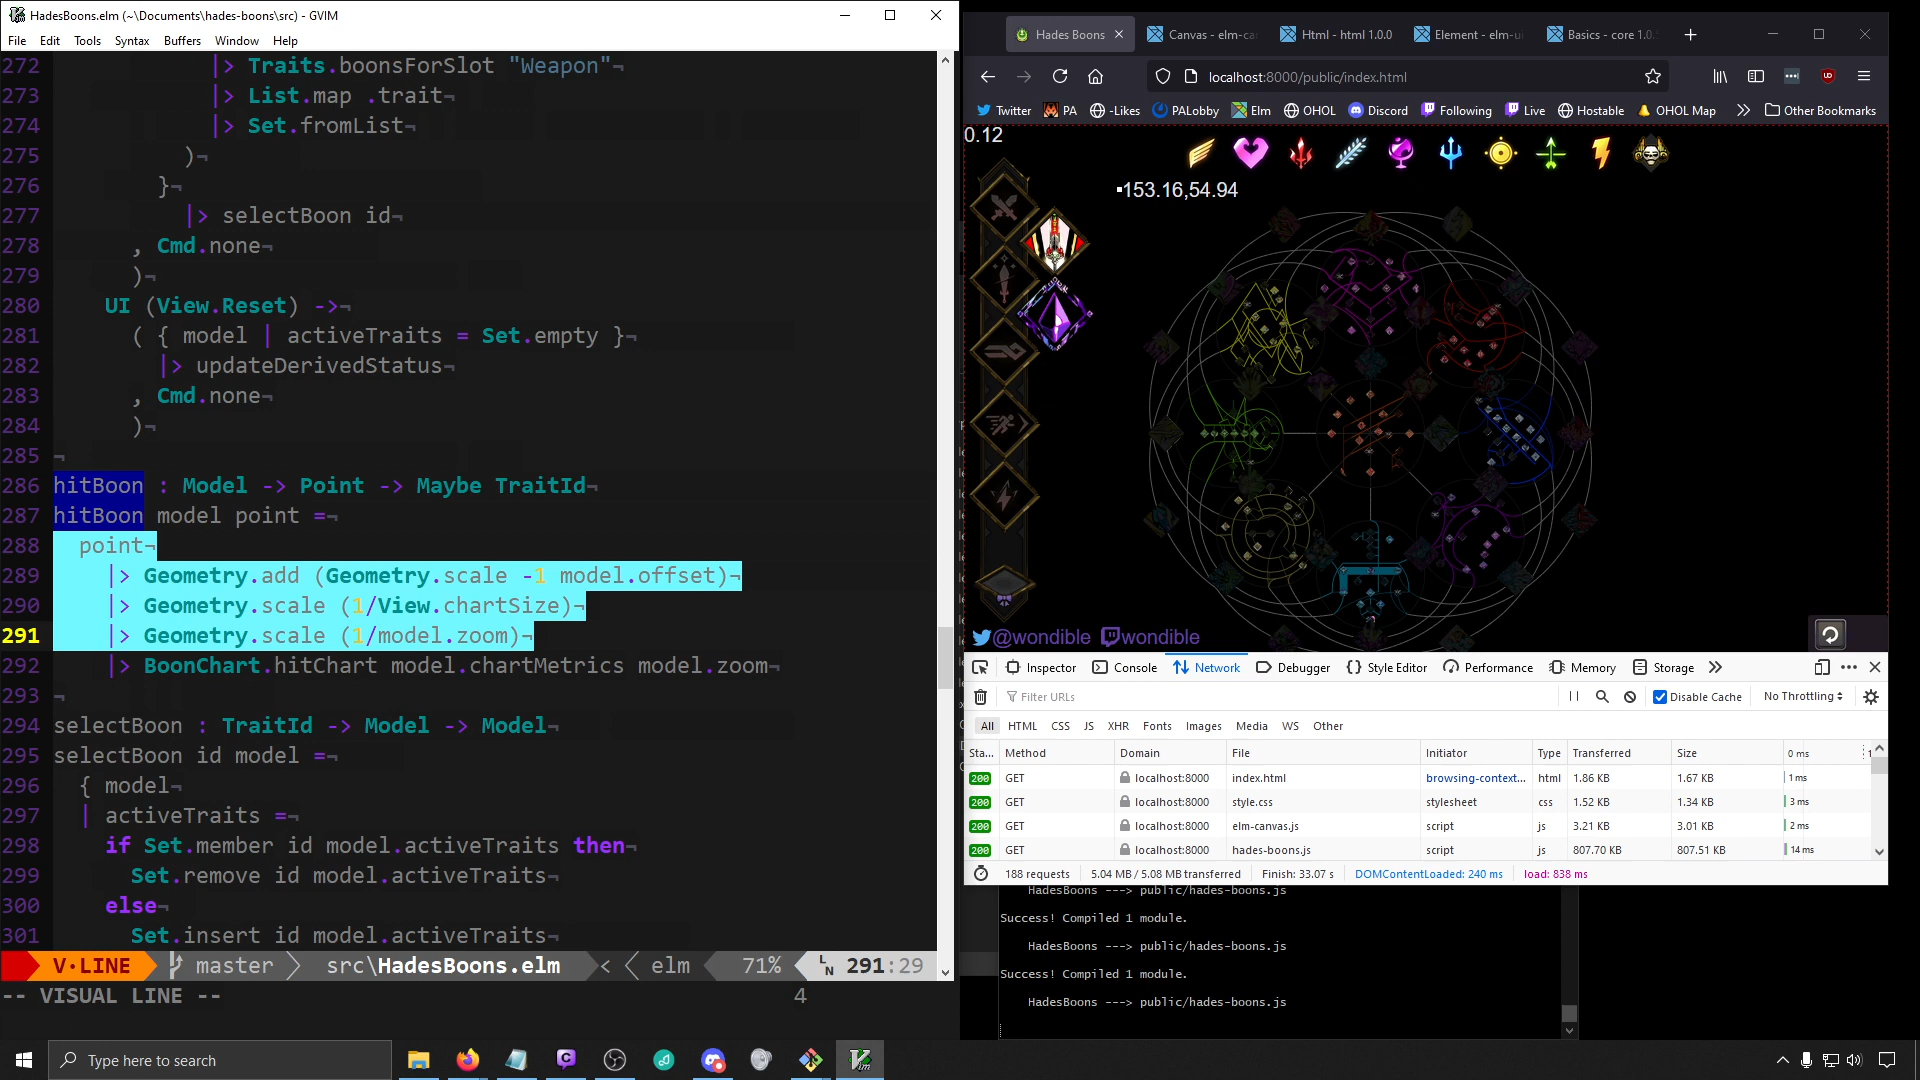 HadesBoons.elm (~\Documents\hades-boons\src) - GVIM
File Edit Tools Syntax Buffers Window Help
272 |> Traits.boonsForSlot "Weapon"¬
273 |> List.map .trait¬
274 |> Set.fromList¬
275 )¬
276 }¬
277 |> selectBoon id¬
278 , Cmd.none¬
279 )¬
280 UI (View.Reset) ->¬
281 ( { model | activeTraits = Set.empty }¬
282 |> updateDerivedStatus¬
283 , Cmd.none¬
284 )¬
285 ¬
286 hitBoon : Model -> Point -> Maybe TraitId¬
287 hitBoon model point =¬
288 point¬
289 |> Geometry.add (Geometry.scale -1 model.offset)¬
290 |> Geometry.scale (1/View.chartSize)¬
291 |> Geometry.scale (1/model.zoom)¬
292 |> BoonChart.hitChart model.chartMetrics model.zoom¬
293 ¬
294 selectBoon : TraitId -> Model -> Model¬
295 selectBoon id model =¬
296 { model¬
297 | activeTraits =¬
298 if Set.member id model.activeTraits then¬
299 Set.remove id model.activeTraits¬
300 else¬
301 Set.insert id model.activeTraits¬
V·LINE master src\HadesBoons.elm elm 71% LN 291:29
-- VISUAL LINE -- 4
Hades Boons Canvas - elm-ca Html - html 1.0.0 Element - elm-u Basics - core 1.0.
localhost:8000/public/index.html
Twitter PA -Likes PALobby Elm OHOL Discord Following Live Hostable OHOL Map Other Bookmarks
0.12
-153.16,54.94
@wondible wondible
Inspector Console Network Debugger Style Editor Performance Memory Storage
Filter URLs Disable Cache No Throttling
All HTML CSS JS XHR Fonts Images Media WS Other
Sta... Method Domain File Initiator Type Transferred Size 0 ms
200 GET localhost:8000 index.html browsing-context... html 1.86 KB 1.67 KB 1 ms
200 GET localhost:8000 style.css stylesheet css 1.52 KB 1.34 KB 3 ms
200 GET localhost:8000 elm-canvas.js script js 3.21 KB 3.01 KB 2 ms
200 GET localhost:8000 hades-boons.js script js 807.70 KB 807.51 KB 14 ms
188 requests 5.04 MB / 5.08 MB transferred Finish: 33.07 s DOMContentLoaded: 240 ms load: 838 ms
HadesBoons ---> public/hades-boons.js
Success! Compiled 1 module.
HadesBoons ---> public/hades-boons.js
Success! Compiled 1 module.
HadesBoons ---> public/hades-boons.js
Type here to search